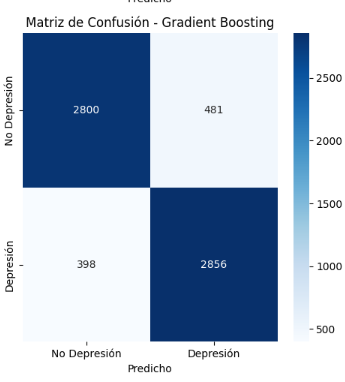 Predicho
Matriz de Confusión - Gradient Boosting
No Depresión
2800
481
Depresión
398
2856
No Depresión
Depresión
Predicho
2500
2000
1500
1000
500